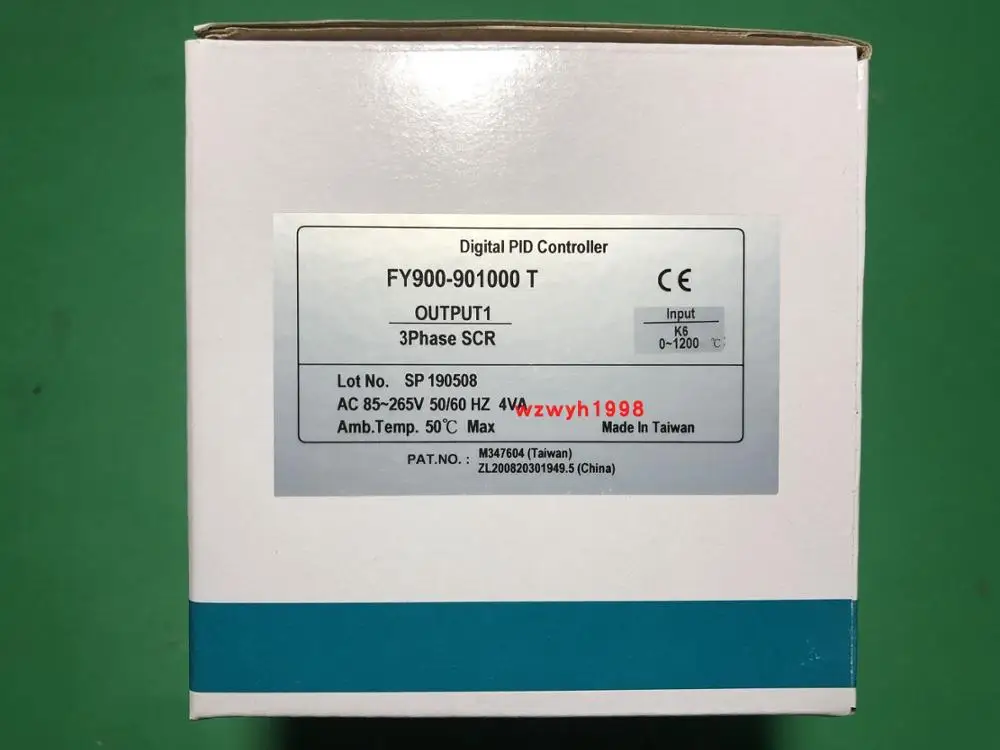 Digital PID Controller
FY900-901000 T
CE
OUTPUT1
3Phase SCR
Input
K6
0~1200 ℃
Lot No. SP 190508
AC 85~265V 50/60 HZ 4VA
wzwyh1998
Amb.Temp. 50℃ Max
Made In Taiwan
PAT.NO. : M347604 (Taiwan)
ZL200820301949.5 (China)